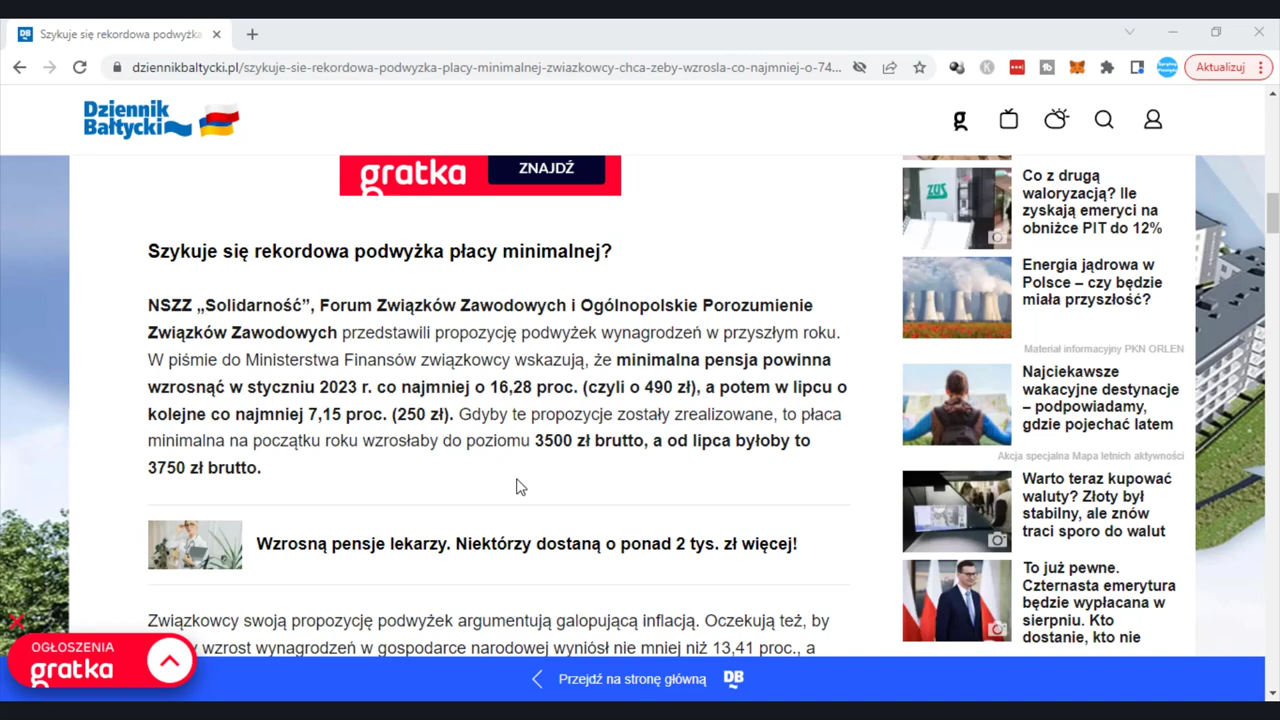 Szykuje się rekordowa podwyżka
dziennikbaltycki.pl/szykuje-sie-rekordowa-podwyzka-placy-minimalnej-zwiazkowcy-chca-zeby-wzrosla-co-najmniej-o-74...
Aktualizuj
Dziennik
Bałtycki
g
gratka
ZNAJDŹ
Szykuje się rekordowa podwyżka płacy minimalnej?
NSZZ „Solidarność”, Forum Związków Zawodowych i Ogólnopolskie Porozumienie
Związków Zawodowych przedstawili propozycję podwyżek wynagrodzeń w przyszłym roku.
W piśmie do Ministerstwa Finansów związkowcy wskazują, że minimalna pensja powinna
wzrosnąć w styczniu 2023 r. co najmniej o 16,28 proc. (czyli o 490 zł), a potem w lipcu o
kolejne co najmniej 7,15 proc. (250 zł). Gdyby te propozycje zostały zrealizowane, to płaca
minimalna na początku roku wzrosłaby do poziomu 3500 zł brutto, a od lipca byłoby to
3750 zł brutto.
Wzrosną pensje lekarzy. Niektórzy dostaną o ponad 2 tys. zł więcej!
Związkowcy swoją propozycję podwyżek argumentują galopującą inflacją. Oczekują też, by
wzrost wynagrodzeń w gospodarce narodowej wyniósł nie mniej niż 13,41 proc., a
ZUS
Co z drugą
waloryzacją? Ile
zyskają emeryci na
obniżce PIT do 12%
Energia jądrowa w
Polsce – czy będzie
miała przyszłość?
Materiał informacyjny PKN ORLEN
Najciekawsze
wakacyjne destynacje
– podpowiadamy,
gdzie pojechać latem
Akcja specjalna Mapa letnich aktywności
Warto teraz kupować
waluty? Złoty był
stabilny, ale znów
traci sporo do walut
To już pewne.
Czternasta emerytura
będzie wypłacana w
sierpniu. Kto
dostanie, kto nie
OGŁOSZENIA
gratka
Przejdź na stronę główną
DB